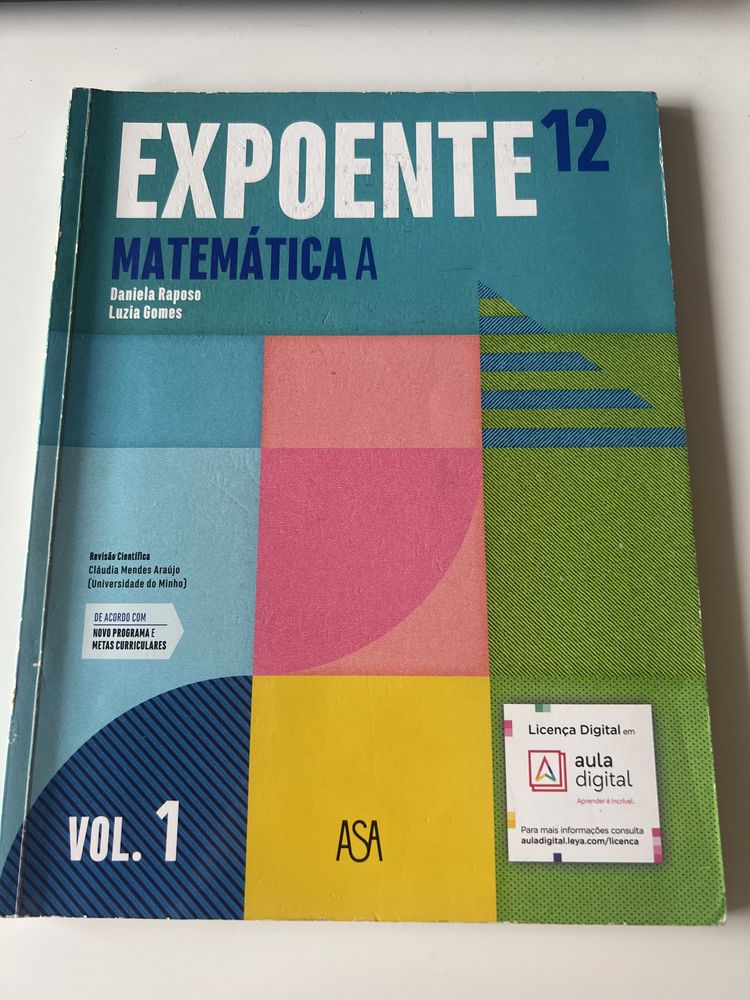 EXPOENTE 12
MATEMÁTICA A
Daniela Raposo
Luzia Gomes
Revisão Científica
Cláudia Mendes Araújo
(Universidade do Minho)
DE ACORDO COM
NOVO PROGRAMA E
METAS CURRICULARES
VOL. 1
ASA
Licença Digital em
aula
digital
Aprender é incrível.
Para mais informações consulta
auladigital.leya.com/licenca